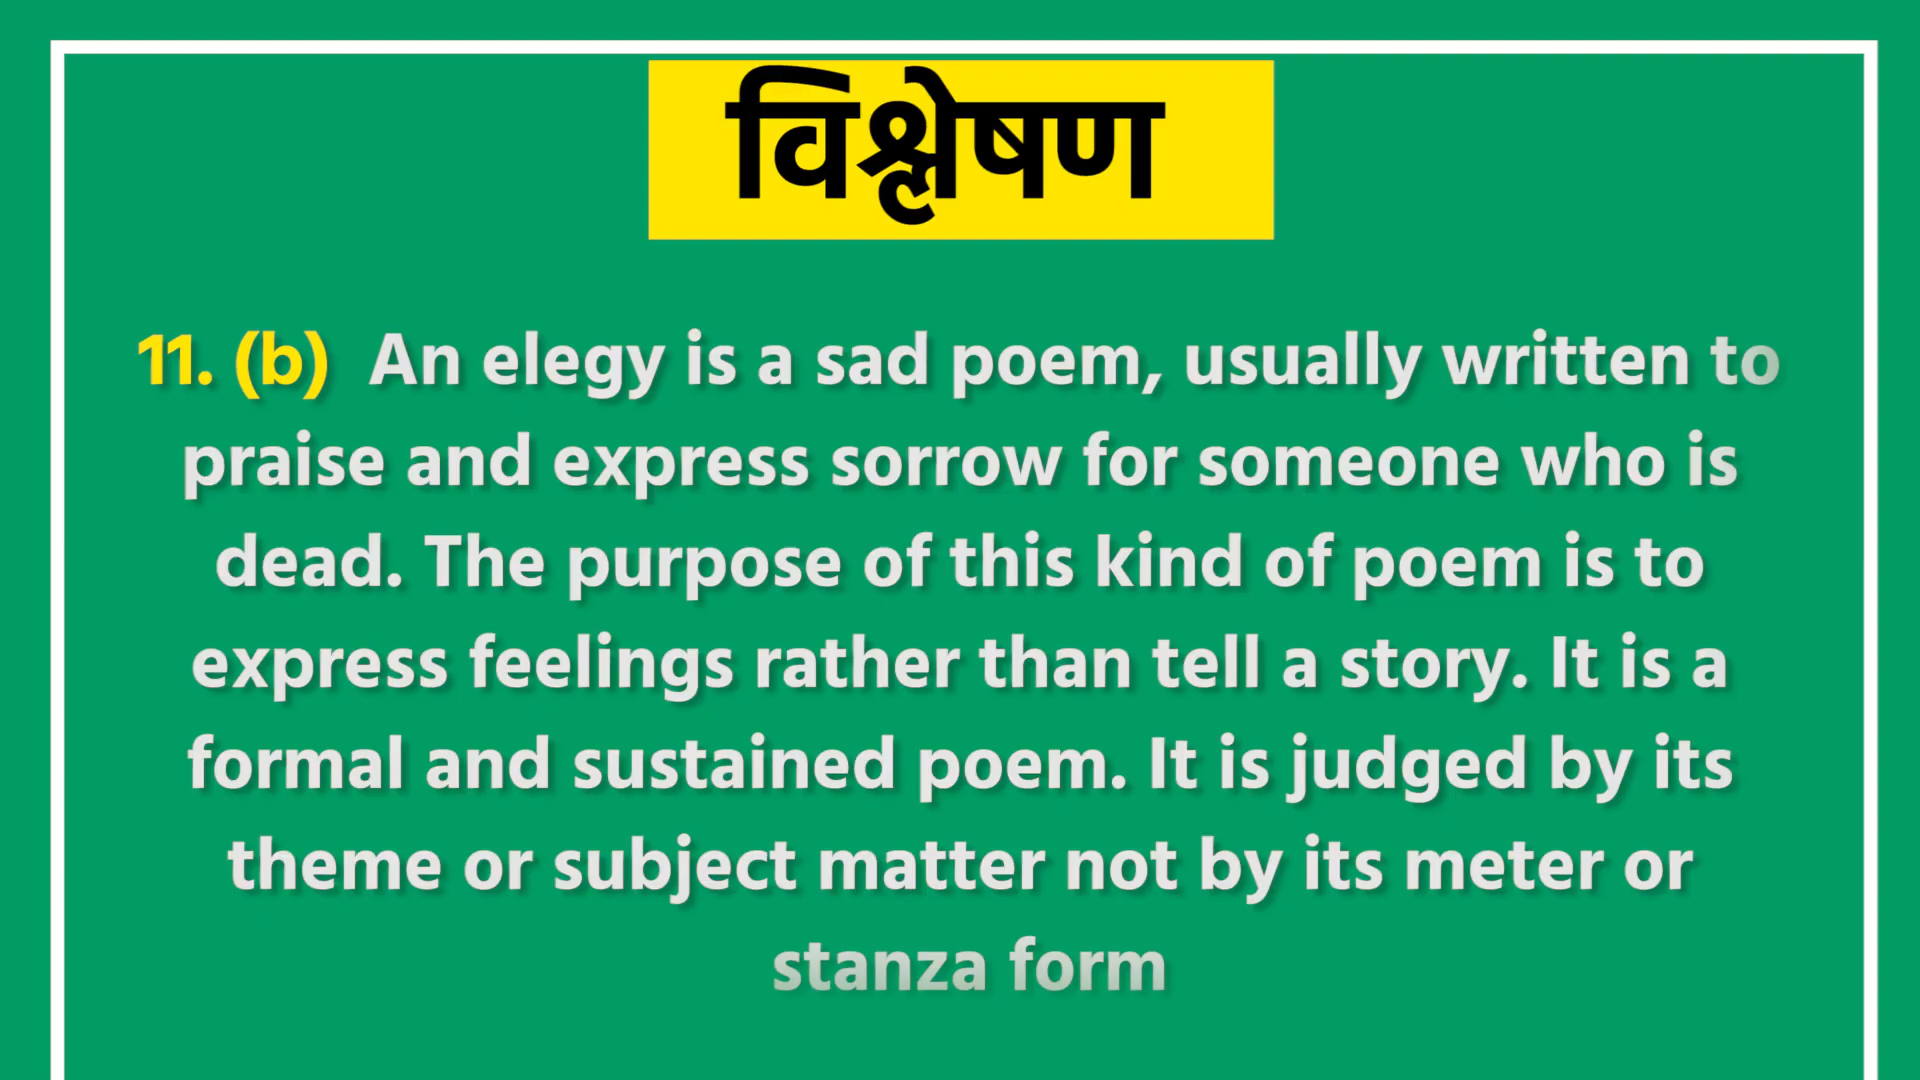 विश्लेषण
11. (b) An elegy is a sad poem, usually written to
praise and express sorrow for someone who is
dead. The purpose of this kind of poem is to
express feelings rather than tell a story. It is a
formal and sustained poem. It is judged by its
theme or subject matter not by its meter or
stanza form